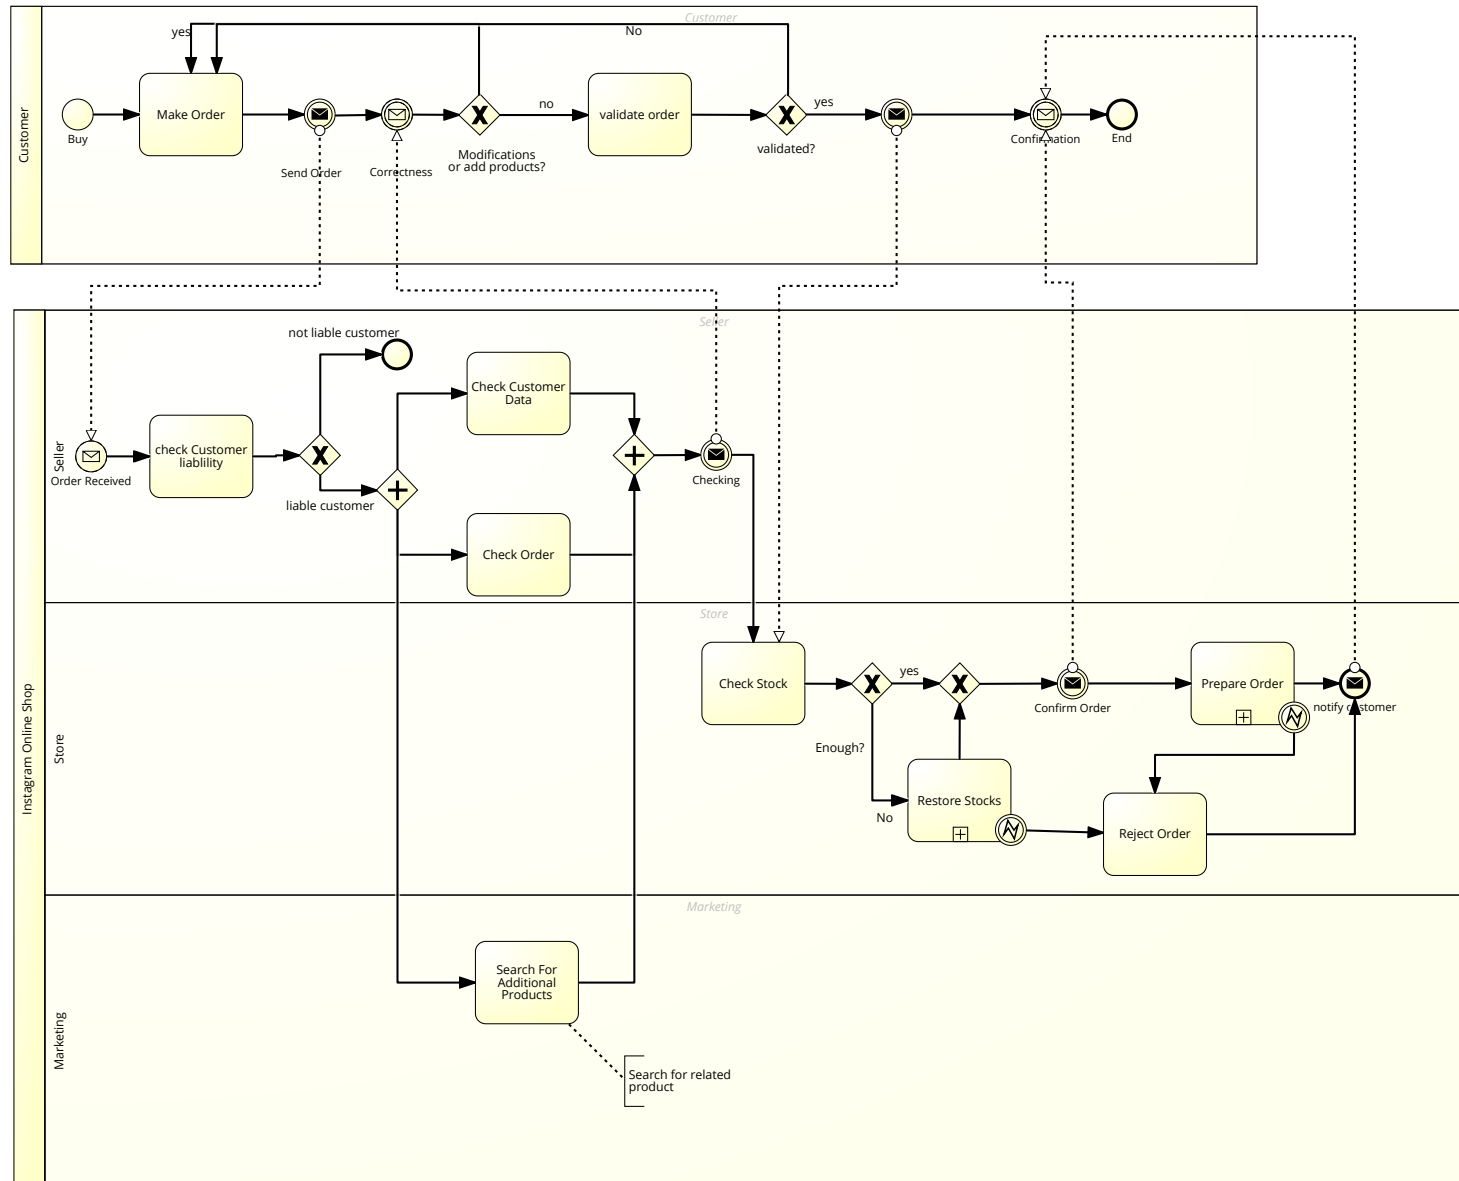 Customer
Customer
yes
No
Buy
Make Order
Send Order
Correctness
Modifications
or add products?
no
validate order
validated?
yes
Confirmation
End
Instagram Online Shop
Seller
Seller
Order Received
check Customer
liablility
not liable customer
liable customer
Check Customer
Data
Check Order
Checking
Store
Store
Check Stock
Enough?
yes
No
Restore Stocks
Confirm Order
Prepare Order
notify customer
Reject Order
Marketing
Marketing
Search For
Additional
Products
Search for related
product